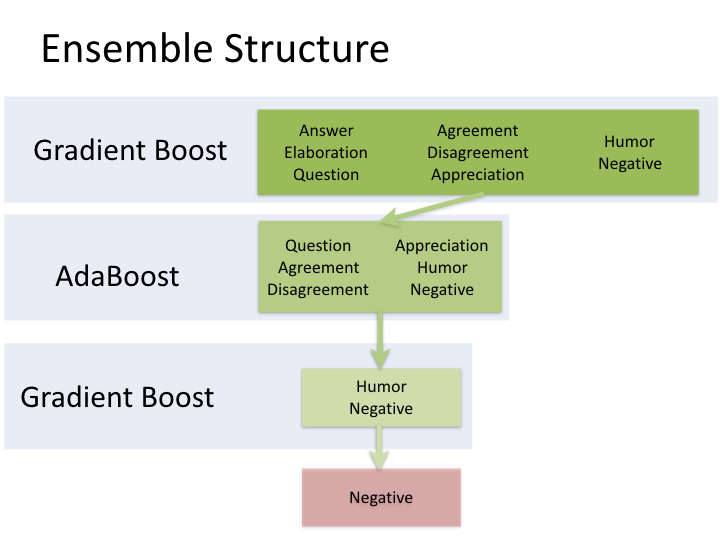 Ensemble Structure
Gradient Boost
Answer
Elaboration
Question
Agreement
Disagreement
Appreciation
Humor
Negative
AdaBoost
Question
Agreement
Disagreement
Appreciation
Humor
Negative
Gradient Boost
Humor
Negative
Negative